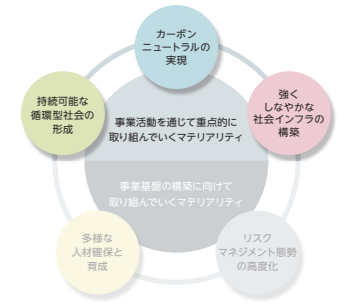 カーボン
ニュートラルの
実現
持続可能な
循環型社会の
形成
強く
しなやかな
社会インフラの
構築
事業活動を通じて重点的に
取り組んでいくマテリアリティ
事業基盤の構築に向けて
取り組んでいくマテリアリティ
多様な
人材確保と
育成
リスク
マネジメント態勢
の高度化